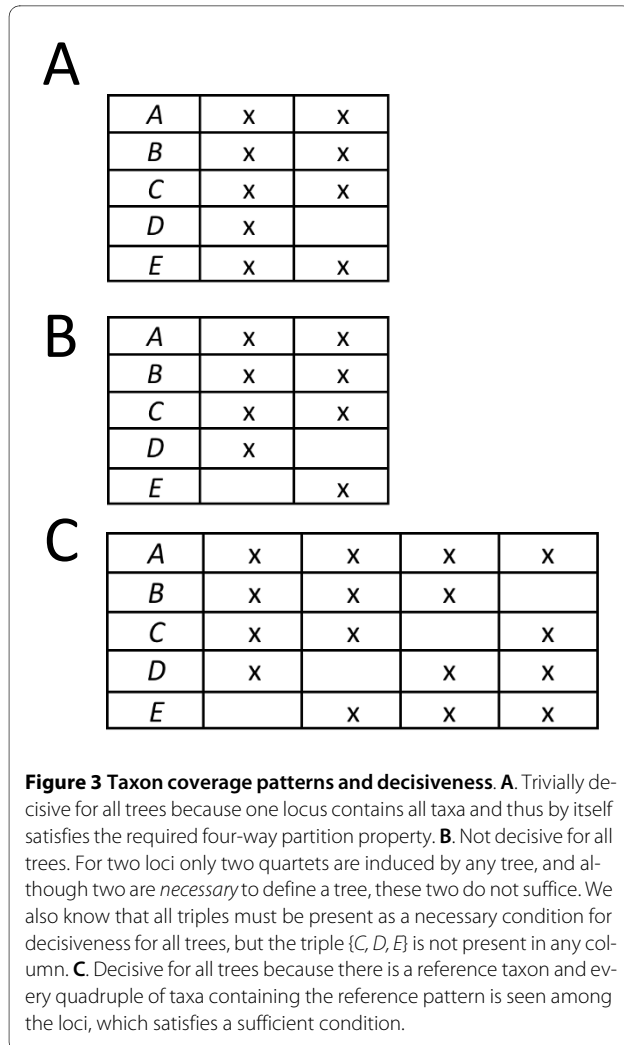 A
A x x
B x x
C x x
D x
E x x
B
A x x
B x x
C x x
D x
E x
C
A x x x x
B x x x
C x x x
D x x x
E x x x
Figure 3 Taxon coverage patterns and decisiveness. A. Trivially de-
cisive for all trees because one locus contains all taxa and thus by itself
satisfies the required four-way partition property. B. Not decisive for all
trees. For two loci only two quartets are induced by any tree, and al-
though two are necessary to define a tree, these two do not suffice. We
also know that all triples must be present as a necessary condition for
decisiveness for all trees, but the triple {C, D, E} is not present in any col-
umn. C. Decisive for all trees because there is a reference taxon and ev-
ery quadruple of taxa containing the reference pattern is seen among
the loci, which satisfies a sufficient condition.